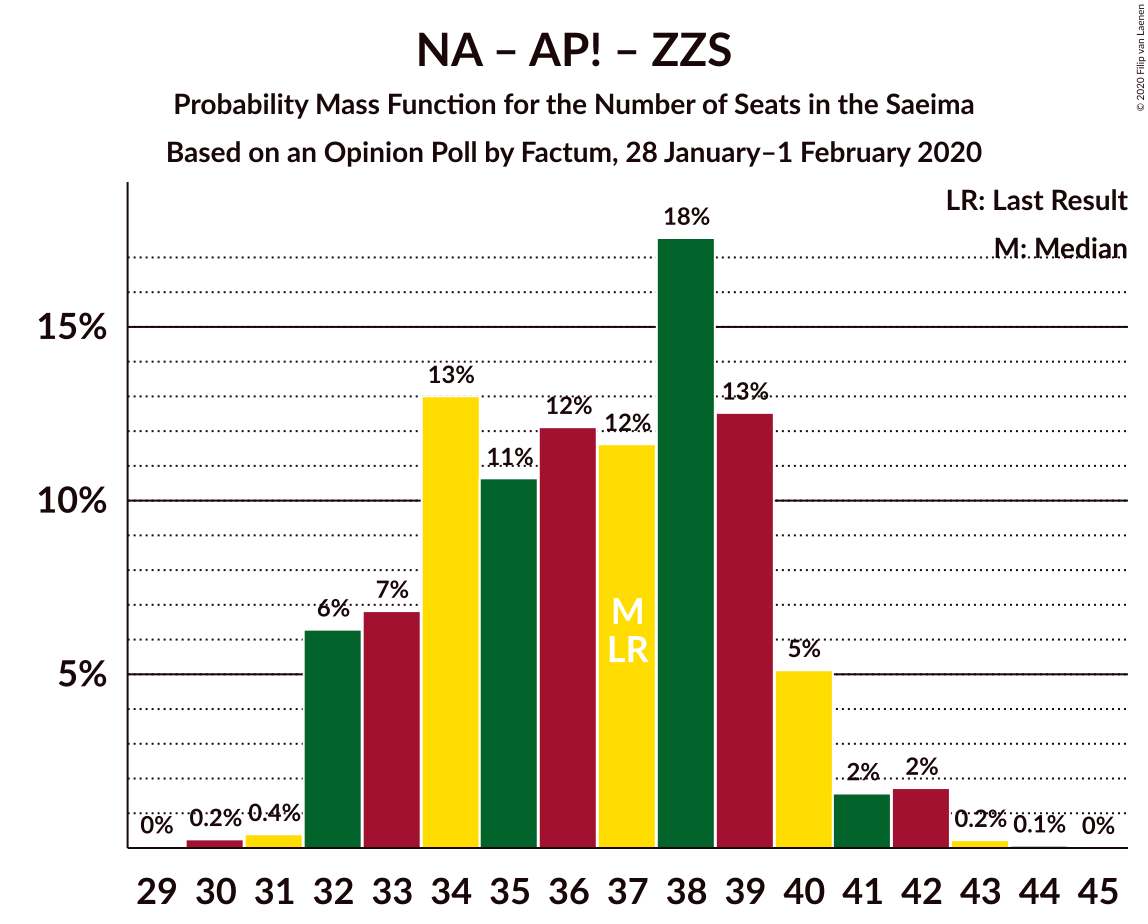 NA – AP! – ZZS
Probability Mass Function for the Number of Seats in the Saeima
Based on an Opinion Poll by Factum, 28 January–1 February 2020
© 2020 Filip van Laenen
LR: Last Result
M: Median
15%
10%
5%
0%
0.2%
0.4%
6%
7%
13%
11%
12%
12%
18%
13%
5%
2%
2%
0.2%
0.1%
0%
M
LR
29 30 31 32 33 34 35 36 37 38 39 40 41 42 43 44 45